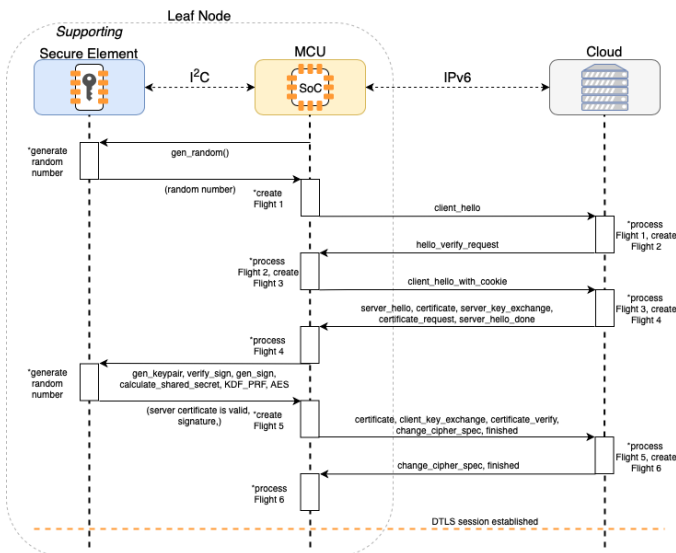 Leaf Node
Supporting
Secure Element
MCU
Cloud
I²C
IPv6
SoC
*generate
random
number
gen_random()
(random number)
*create
Flight 1
client_hello
*process
Flight 1, create
Flight 2
hello_verify_request
*process
Flight 2, create
Flight 3
client_hello_with_cookie
*process
Flight 3, create
Flight 4
server_hello, certificate, server_key_exchange,
certificate_request, server_hello_done
*process
Flight 4
*generate
random
number
gen_keypair, verify_sign, gen_sign,
calculate_shared_secret, KDF_PRF, AES
(server certificate is valid,
signature,)
*create
Flight 5
certificate, client_key_exchange, certificate_verify,
change_cipher_spec, finished
*process
Flight 5, create
Flight 6
change_cipher_spec, finished
*process
Flight 6
DTLS session established